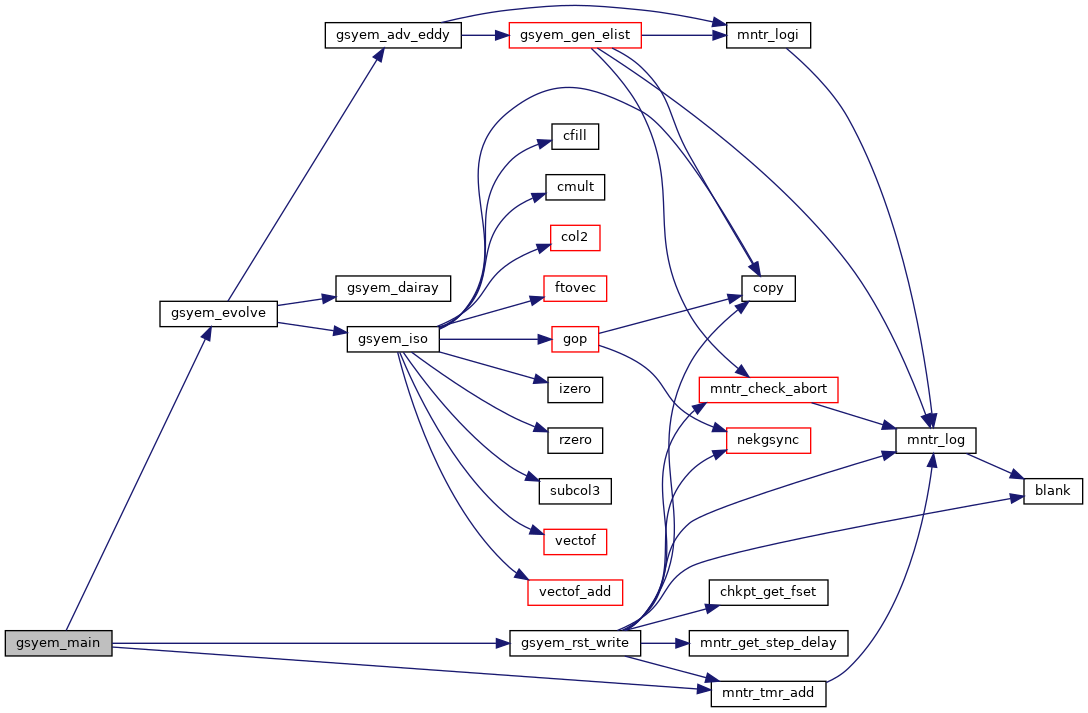 gsyem_adv_eddy
gsyem_gen_elist
mntr_logi
cfill
cmult
col2
gsyem_dairay
ftovec
copy
gsyem_evolve
gsyem_iso
gop
izero
mntr_check_abort
rzero
nekgsync
mntr_log
subcol3
blank
vectof
vectof_add
chkpt_get_fset
gsyem_main
gsyem_rst_write
mntr_get_step_delay
mntr_tmr_add